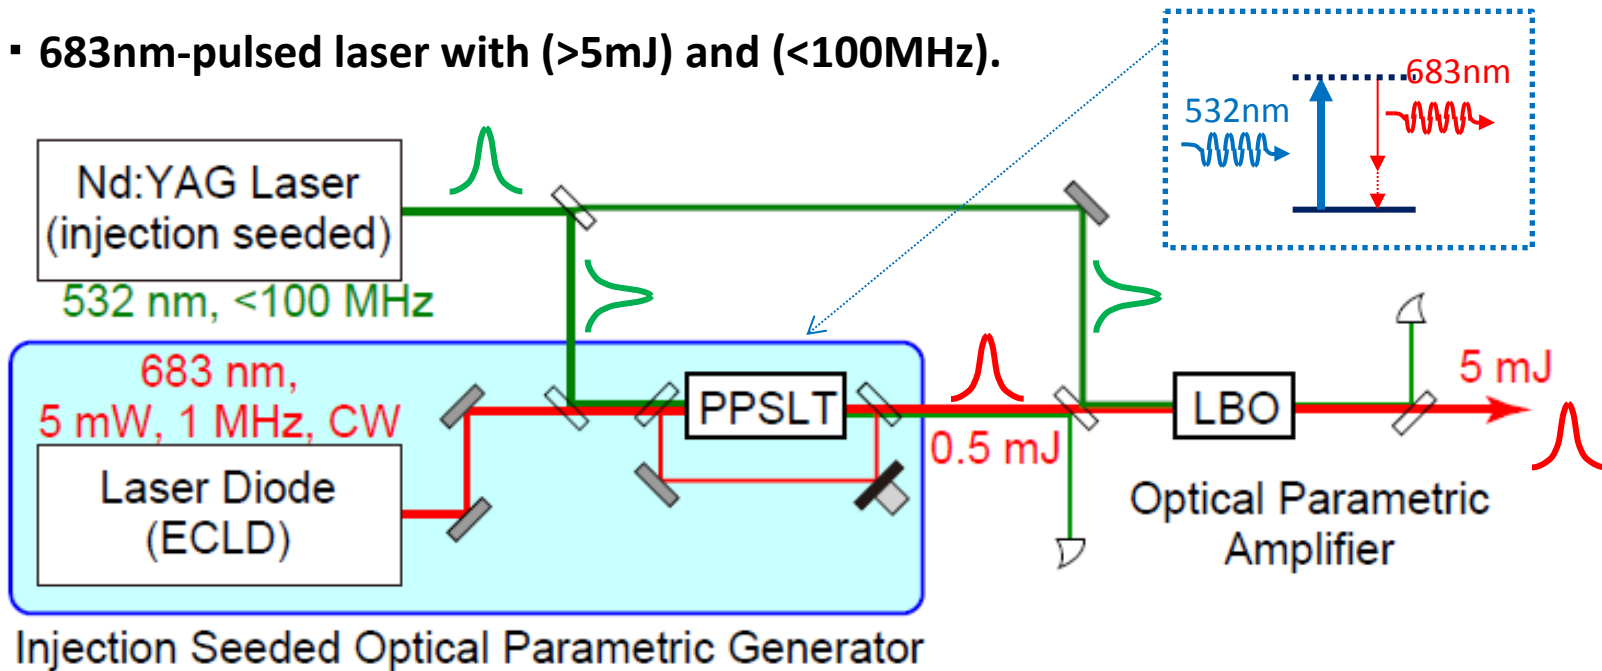 ▪ 683nm-pulsed laser with (>5mJ) and (<100MHz).
532nm
683nm
Nd:YAG Laser
(injection seeded)
532 nm, <100 MHz
683 nm,
5 mW, 1 MHz, CW
Laser Diode
(ECLD)
PPSLT
0.5 mJ
LBO
5 mJ
Optical Parametric
Amplifier
Injection Seeded Optical Parametric Generator